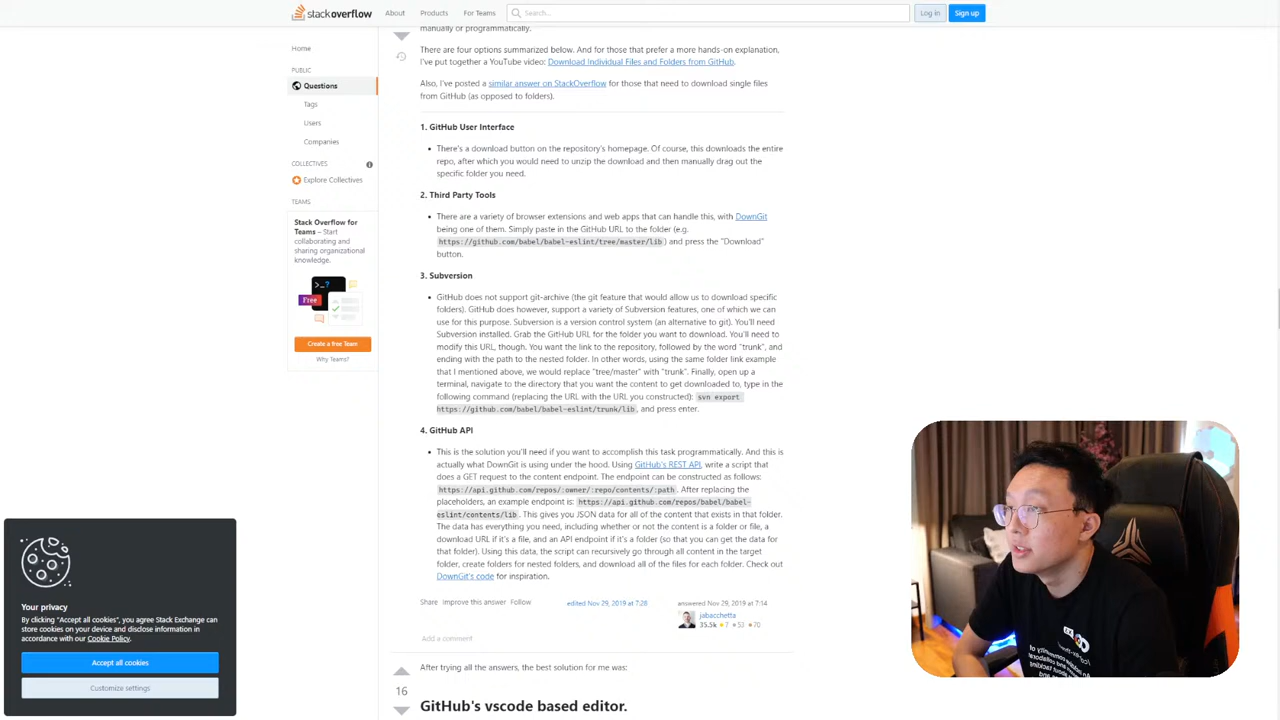 stackoverflow
About
Products
For Teams
Search...
Log in
Sign up
Home
PUBLIC
Questions
Tags
Users
Companies
COLLECTIVES
Explore Collectives
TEAMS
Stack Overflow for
Teams – Start
collaborating and
sharing organizational
knowledge.
Free
Create a free Team
Why Teams?
manually or programmatically.
There are four options summarized below. And for those that prefer a more hands-on explanation,
I've put together a YouTube video: Download Individual Files and Folders from GitHub.
Also, I've posted a similar answer on StackOverflow for those that need to download single files
from GitHub (as opposed to folders).
1. GitHub User Interface
• There's a download button on the repository's homepage. Of course, this downloads the entire
repo, after which you would need to unzip the download and then manually drag out the
specific folder you need.
2. Third Party Tools
• There are a variety of browser extensions and web apps that can handle this, with DownGit
being one of them. Simply paste in the GitHub URL to the folder (e.g.
https://github.com/babel/babel-eslint/tree/master/lib) and press the "Download"
button.
3. Subversion
• GitHub does not support git-archive (the git feature that would allow us to download specific
folders). GitHub does however, support a variety of Subversion features, one of which we can
use for this purpose. Subversion is a version control system (an alternative to git). You'll need
Subversion installed. Grab the GitHub URL for the folder you want to download. You'll need to
modify this URL, though. You want the link to the repository, followed by the word "trunk", and
ending with the path to the nested folder. In other words, using the same folder link example
that I mentioned above, we would replace "tree/master" with "trunk". Finally, open up a
terminal, navigate to the directory that you want the content to get downloaded to, type in the
following command (replacing the URL with the URL you constructed): svn export
https://github.com/babel/babel-eslint/trunk/lib, and press enter.
4. GitHub API
• This is the solution you'll need if you want to accomplish this task programmatically. And this is
actually what DownGit is using under the hood. Using GitHub's REST API, write a script that
does a GET request to the content endpoint. The endpoint can be constructed as follows:
https://api.github.com/repos/:owner/:repo/contents/:path. After replacing the
placeholders, an example endpoint is: https://api.github.com/repos/babel/babel-
eslint/contents/lib. This gives you JSON data for all of the content that exists in that folder.
The data has everything you need, including whether or not the content is a folder or file, a
download URL if it's a file, and an API endpoint if it's a folder (so that you can get the data for
that folder). Using this data, the script can recursively go through all content in the target
folder, create folders for nested folders, and download all of the files for each folder. Check out
DownGit's code for inspiration.
Share Improve this answer Follow
edited Nov 29, 2019 at 7:28
answered Nov 29, 2019 at 7:14
jabacchetta
35.5k 7 53 70
Add a comment
After trying all the answers, the best solution for me was:
16
GitHub's vscode based editor.
Your privacy
By clicking "Accept all cookies", you agree Stack Exchange can
store cookies on your device and disclose information in
accordance with our Cookie Policy.
Accept all cookies
Customize settings